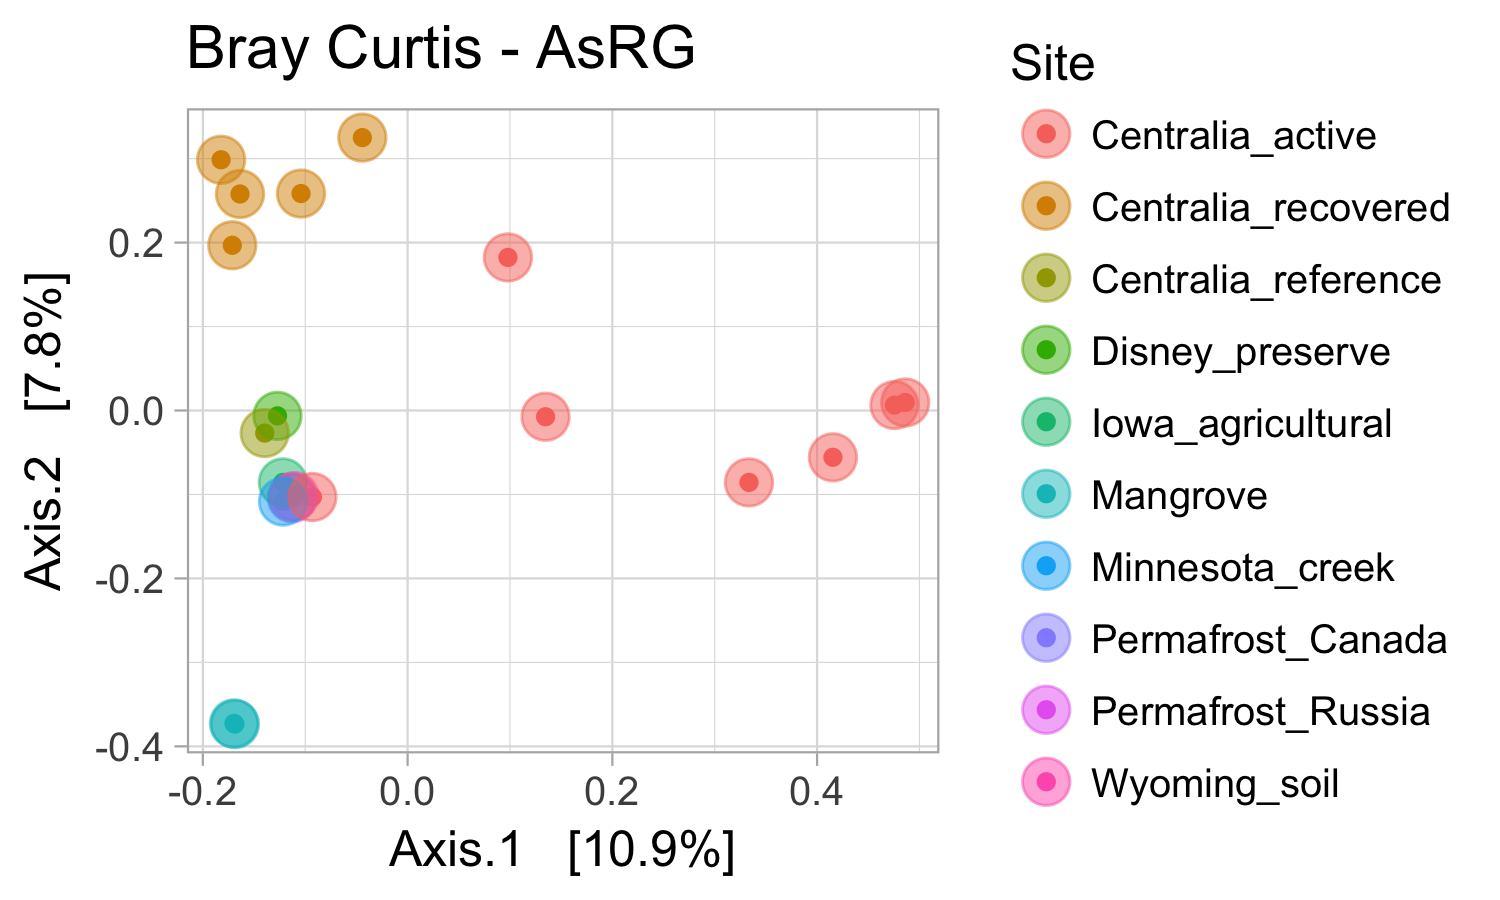 Bray Curtis - AsRG
Site
Centralia_active
Centralia_recovered
Centralia_reference
Disney_preserve
Iowa_agricultural
Mangrove
Minnesota_creek
Permafrost_Canada
Permafrost_Russia
Wyoming_soil
Axis.2   [7.8%]
0.2
0.0
-0.2
-0.4
-0.2 0.0 0.2 0.4
Axis.1   [10.9%]